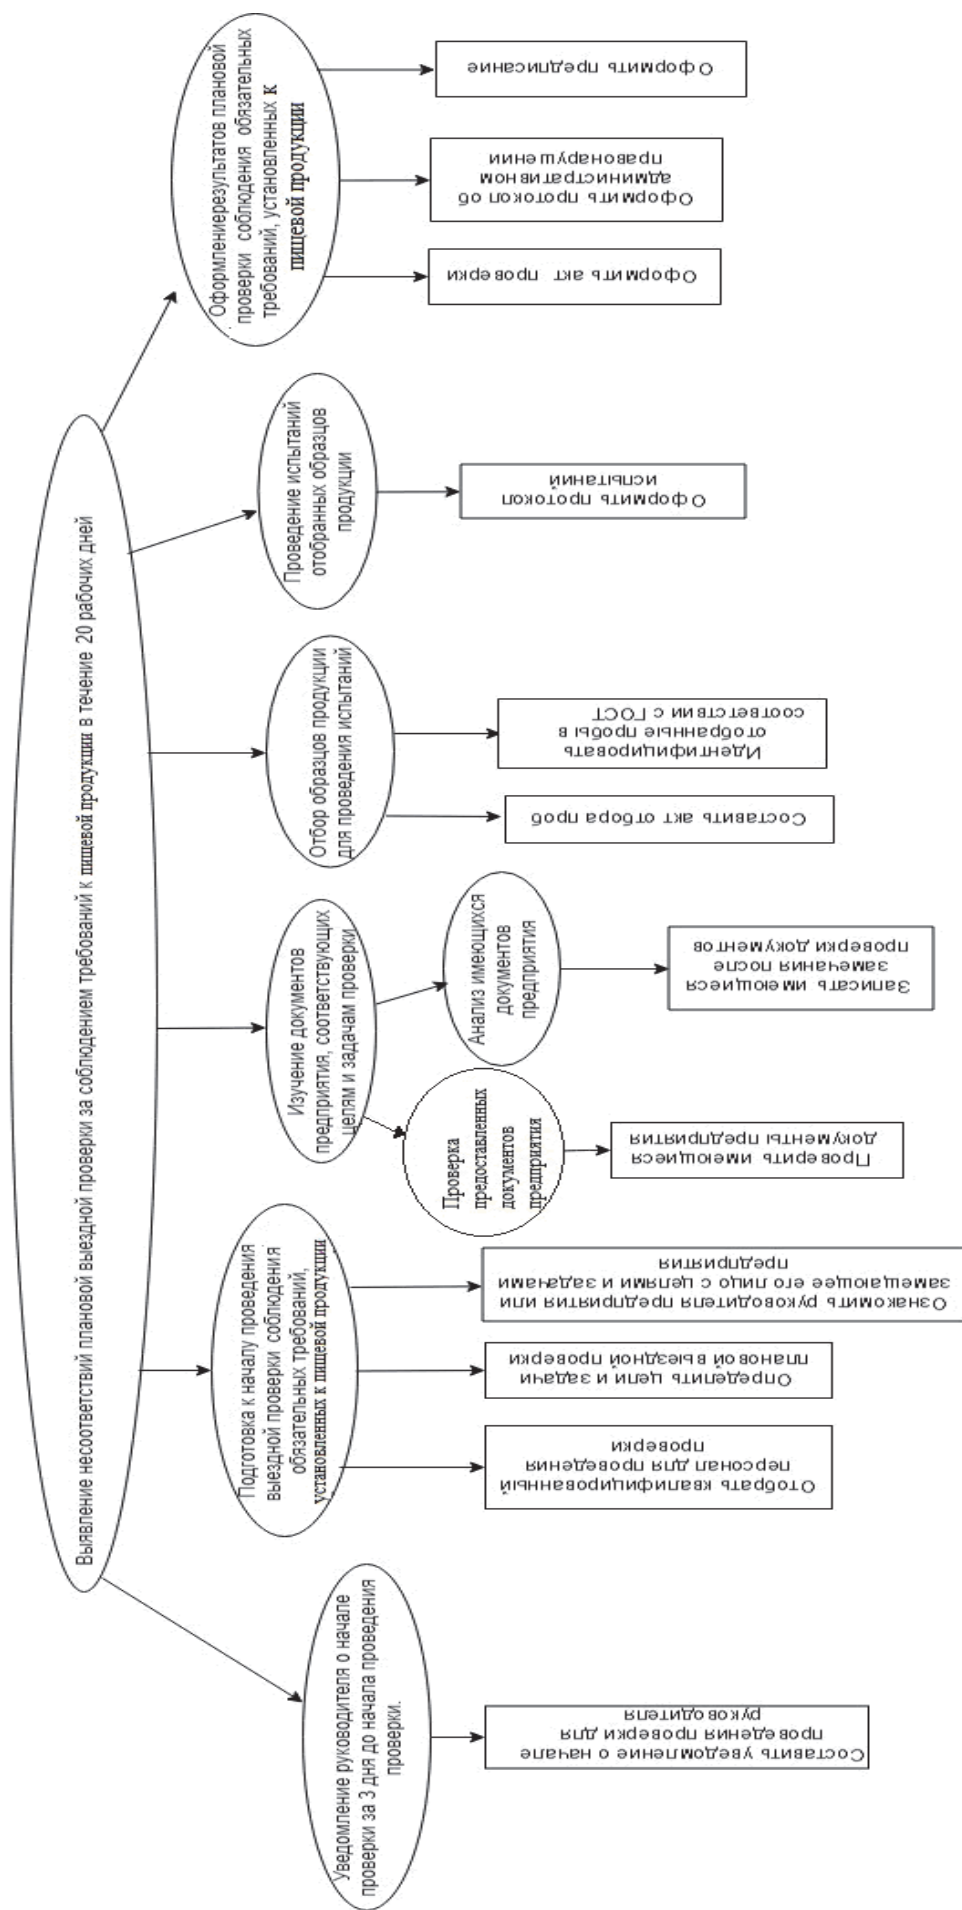 Выявление несоответствий плановой выездной проверки за соблюдением требований к пищевой продукции в течение 20 рабочих дней
Уведомление руководителя о начале
проверки за 3 дня до начала проведения
проверки.
Составить уведомление о начале
проведения проверки для
руководителя
Подготовка к началу проведения
выездной проверки соблюдения
обязательных требований,
установленных к пищевой продукции
Отобрать квалифицированный
персонал для проведения
проверки
Определить цели и задачи
плановой выездной проверки
Ознакомить руководителя предприятия или
замещающее его лицо с целями и задачами
предприятия
Изучение документов
предприятия, соответствующих
целям и задачам проверки
Проверка
предоставленных
документов
предприятия
Проверить имеющиеся
документы предприятия
Анализ имеющихся
документов
предприятия
Записать имеющиеся
замечания после
проверки документов
Отбор образцов продукции
для проведения испытаний
Составить акт отбора проб
Идентифицировать
отобранные пробы в
соответствии с ГОСТ
Проведение испытаний
отобранных образцов
продукции
Оформить протокол
испытаний
Оформлениерезультатов плановой
проверки соблюдения обязательных
требований, установленных к
пищевой продукции
Оформить акт проверки
Оформить протокол об
административном
правонарушении
Оформить предписание